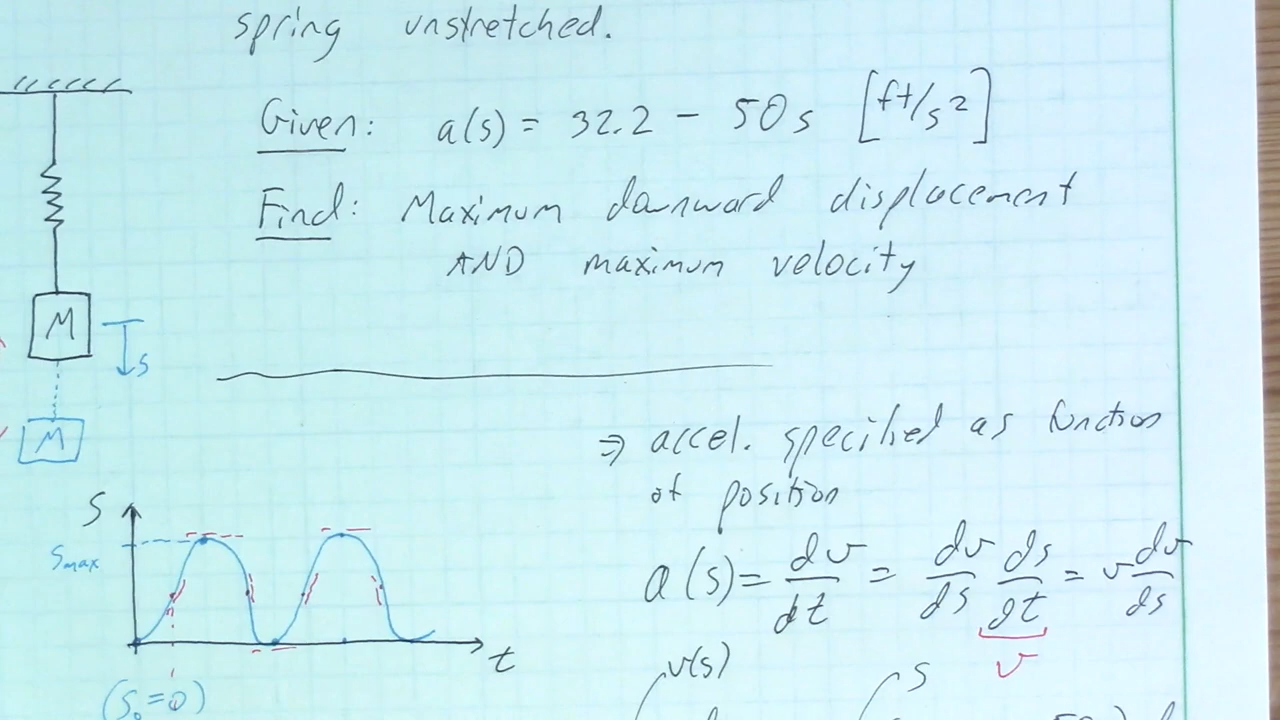 spring unstretched.
Given: a(s) = 32.2 - 50s [ft/s²]
Find: Maximum downward displacement
AND maximum velocity
M
s
M
⇒ accel. specified as function
of position
a(s) = dv/dt = dv/ds ds/dt = v dv/ds
v
S
Smax
t
(S₀=0)
v(s)
s